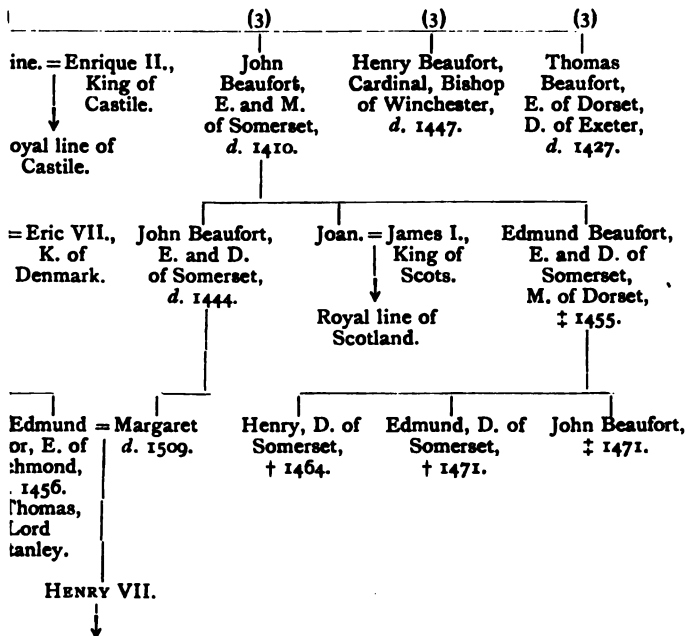 (3) (3) (3)
ine. = Enrique II., King of Castile.
oyal line of Castile.
John Beaufort, E. and M. of Somerset, d. 1410.
Henry Beaufort, Cardinal, Bishop of Winchester, d. 1447.
Thomas Beaufort, E. of Dorset, D. of Exeter, d. 1427.
= Eric VII., K. of Denmark.
John Beaufort, E. and D. of Somerset, d. 1444.
Joan. = James I., King of Scots.
Royal line of Scotland.
Edmund Beaufort, E. and D. of Somerset, M. of Dorset, ‡ 1455.
Edmund or, E. of hmond, . 1456. Thomas, Lord tanley.
= Margaret d. 1509.
Henry, D. of Somerset, † 1464.
Edmund, D. of Somerset, † 1471.
John Beaufort, ‡ 1471.
HENRY VII.